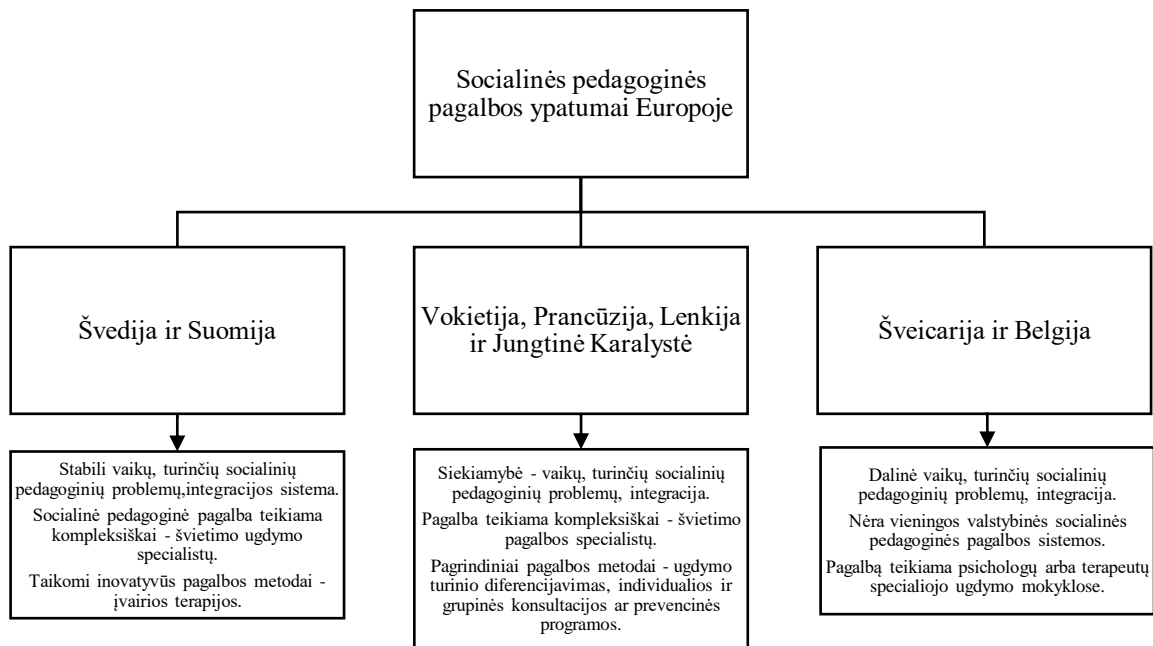 Socialinės pedagoginės
pagalbos ypatumai Europoje
Švedija ir Suomija
Vokietija, Prancūzija, Lenkija
ir Jungtinė Karalystė
Šveicarija ir Belgija
Stabili vaikų, turinčių socialinių
pedagoginių problemų,integracijos sistema.
Socialinė pedagoginė pagalba teikiama
kompleksiškai - švietimo ugdymo
specialistų.
Taikomi inovatyvūs pagalbos metodai -
įvairios terapijos.
Siekiamybė - vaikų, turinčių socialinių
pedagoginių problemų, integracija.
Pagalba teikiama kompleksiškai - švietimo
pagalbos specialistų.
Pagrindiniai pagalbos metodai - ugdymo
turinio diferencijavimas, individualios ir
grupinės konsultacijos ar prevencinės
programos.
Dalinė vaikų, turinčių socialinių
pedagoginių problemų, integracija.
Nėra vieningos valstybinės socialinės
pedagoginės pagalbos sistemos.
Pagalbą teikiama psichologų arba terapeutų
specialiojo ugdymo mokyklose.